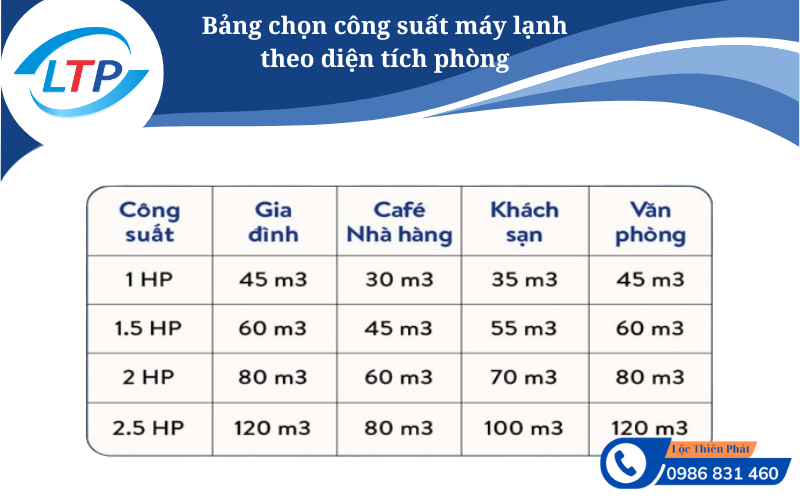 LTP
Bảng chọn công suất máy lạnh
theo diện tích phòng
Công suất Gia đình Café Nhà hàng Khách sạn Văn phòng
1 HP 45 m3 30 m3 35 m3 45 m3
1.5 HP 60 m3 45 m3 55 m3 60 m3
2 HP 80 m3 60 m3 70 m3 80 m3
2.5 HP 120 m3 80 m3 100 m3 120 m3
Lộc Thiên Phát
0986 831 460